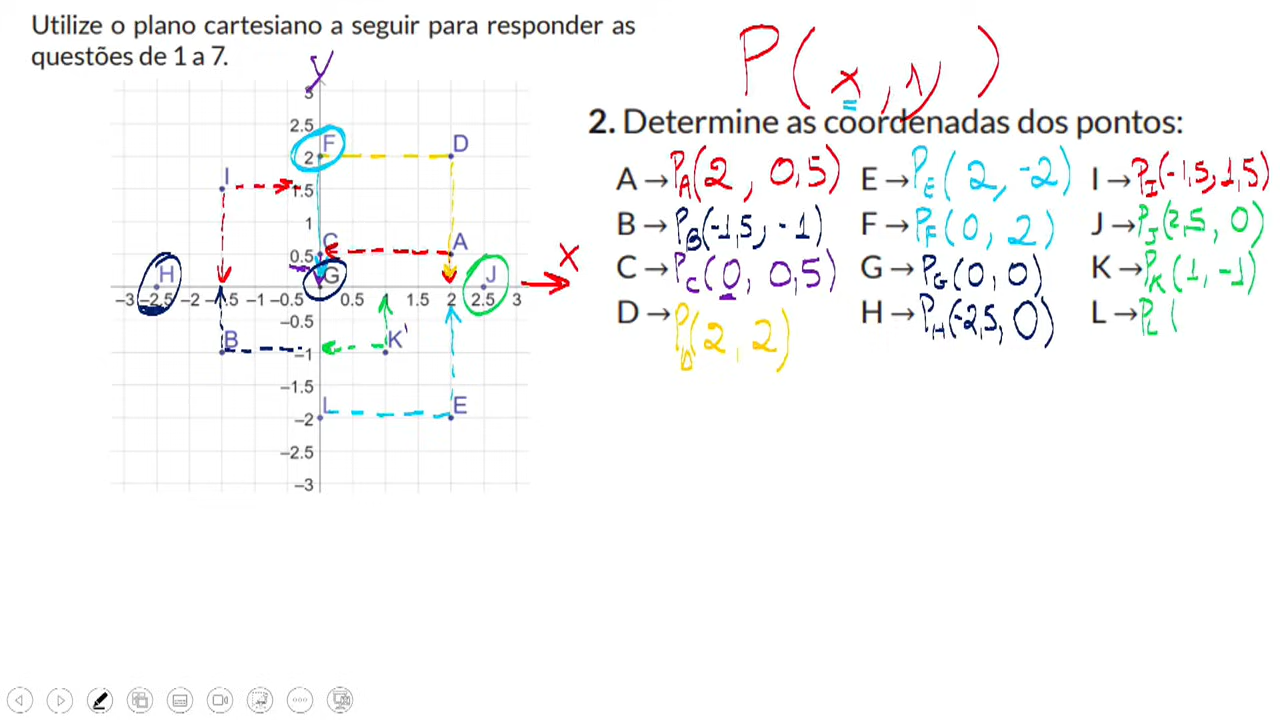 Utilize o plano cartesiano a seguir para responder as
questões de 1 a 7.
P(x, y)
2. Determine as coordenadas dos pontos:
A → PA(2, 0,5)
B → PB(-1,5, -1)
C → PC(0, 0,5)
D → PD(2, 2)
E → PE(2, -2)
F → PF(0, 2)
G → PG(0, 0)
H → PH(-2,5, 0)
I → PI(-1,5, 1,5)
J → PJ(2,5, 0)
K → PK(1, -1)
L → PL(
y
3
2.5
F
D
2
I
1.5
1
C
A
0.5
H
G
J
x
−3 −2.5 −2 −1.5 −1 −0.5 0.5 1.5 2 2.5 3
−0.5
B
K
−1
−1.5
L
E
−2
−2.5
−3